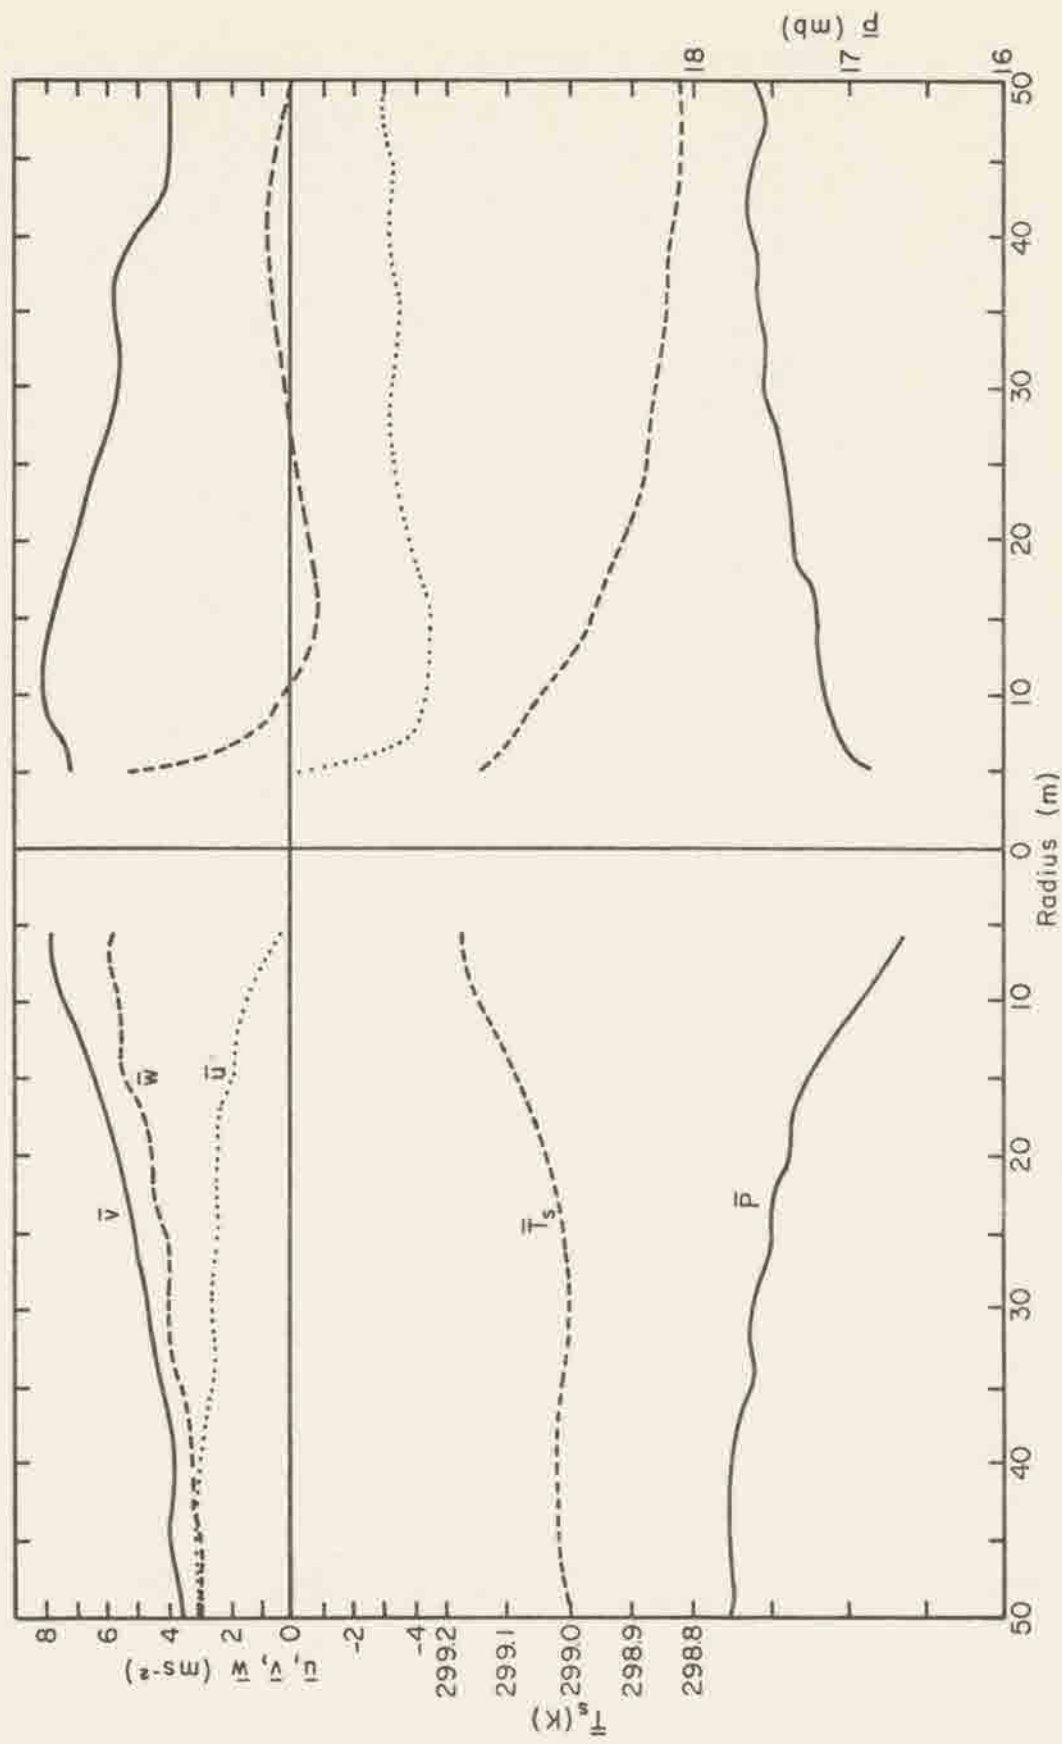 8
6
4
2
0
-2
-4
u̅, v̅, w̅ (ms-2)
299.2
299.1
299.0
298.9
298.8
T̿s(K)
v̅
w̅
u̅
T̿s
p̅
18
17
16
p̅ (mb)
50 40 30 20 10 0 10 20 30 40 50
Radius (m)